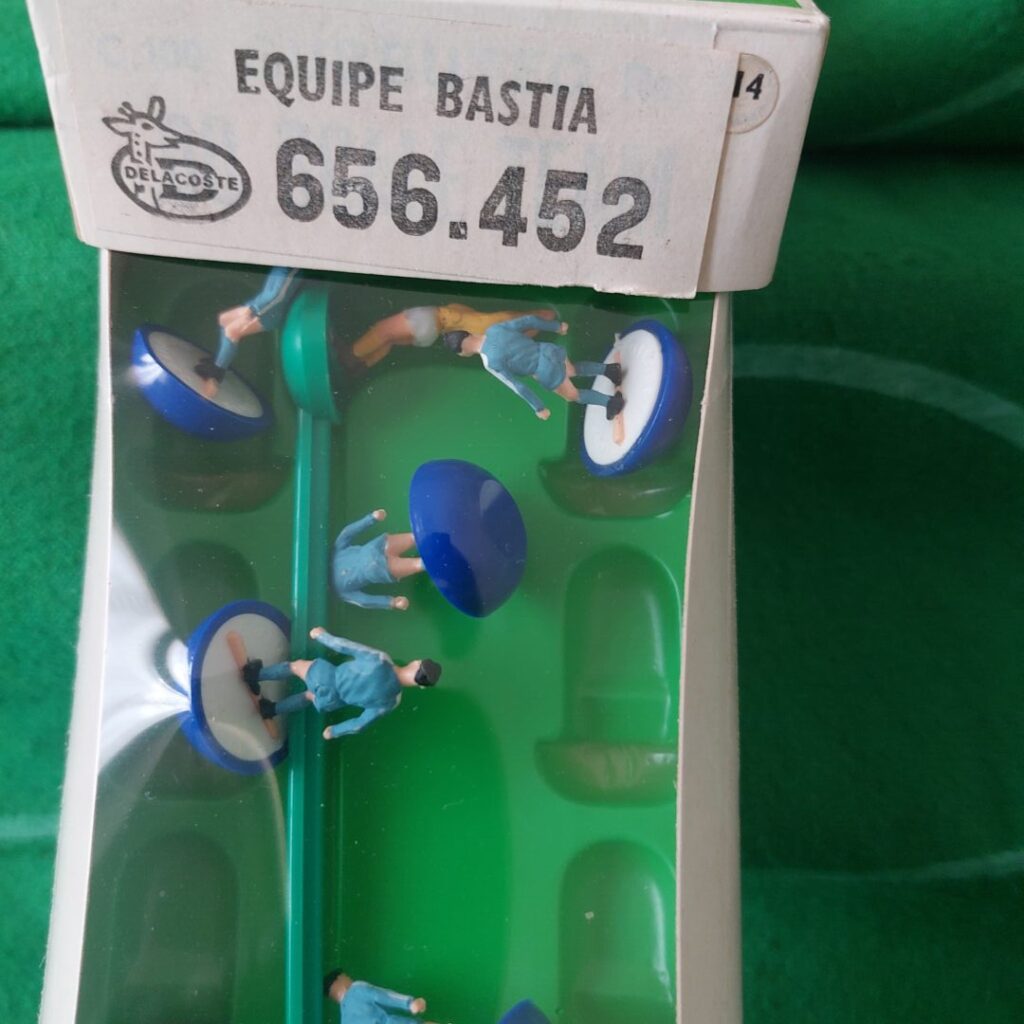 EQUIPE BASTIA
14
DELACOSTE
656.452